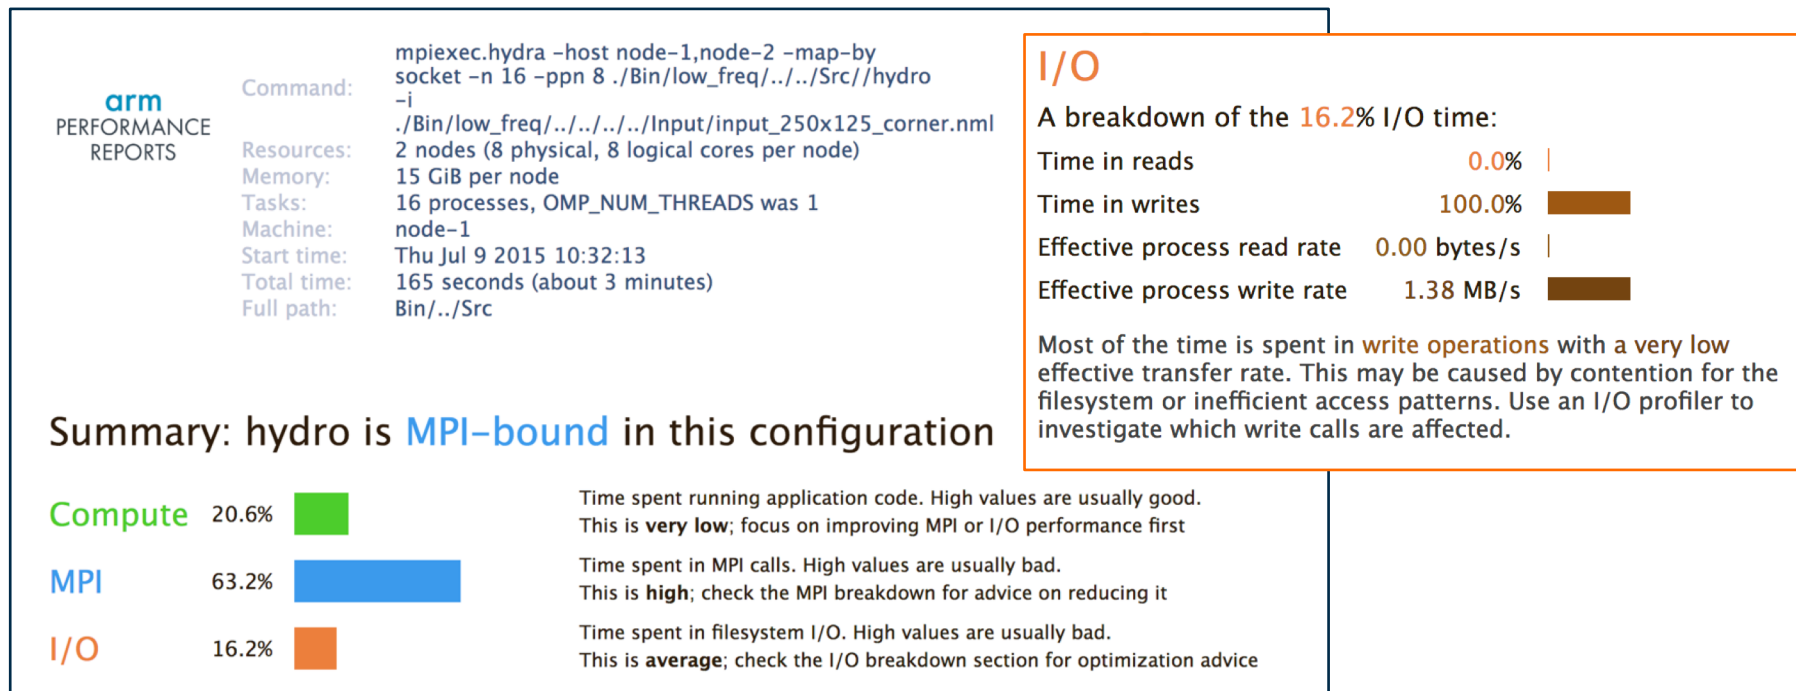 arm
PERFORMANCE
REPORTS
Command:
mpiexec.hydra -host node-1,node-2 -map-by
socket -n 16 -ppn 8 ./Bin/low_freq/../../Src//hydro
-i
./Bin/low_freq/../../../../Input/input_250x125_corner.nml
Resources: 2 nodes (8 physical, 8 logical cores per node)
Memory: 15 GiB per node
Tasks: 16 processes, OMP_NUM_THREADS was 1
Machine: node-1
Start time: Thu Jul 9 2015 10:32:13
Total time: 165 seconds (about 3 minutes)
Full path: Bin/../Src
Summary: hydro is MPI-bound in this configuration
Compute 20.6%
Time spent running application code. High values are usually good.
This is very low; focus on improving MPI or I/O performance first
MPI 63.2%
Time spent in MPI calls. High values are usually bad.
This is high; check the MPI breakdown for advice on reducing it
I/O 16.2%
Time spent in filesystem I/O. High values are usually bad.
This is average; check the I/O breakdown section for optimization advice
I/O
A breakdown of the 16.2% I/O time:
Time in reads 0.0%
Time in writes 100.0%
Effective process read rate 0.00 bytes/s
Effective process write rate 1.38 MB/s
Most of the time is spent in write operations with a very low
effective transfer rate. This may be caused by contention for the
filesystem or inefficient access patterns. Use an I/O profiler to
investigate which write calls are affected.